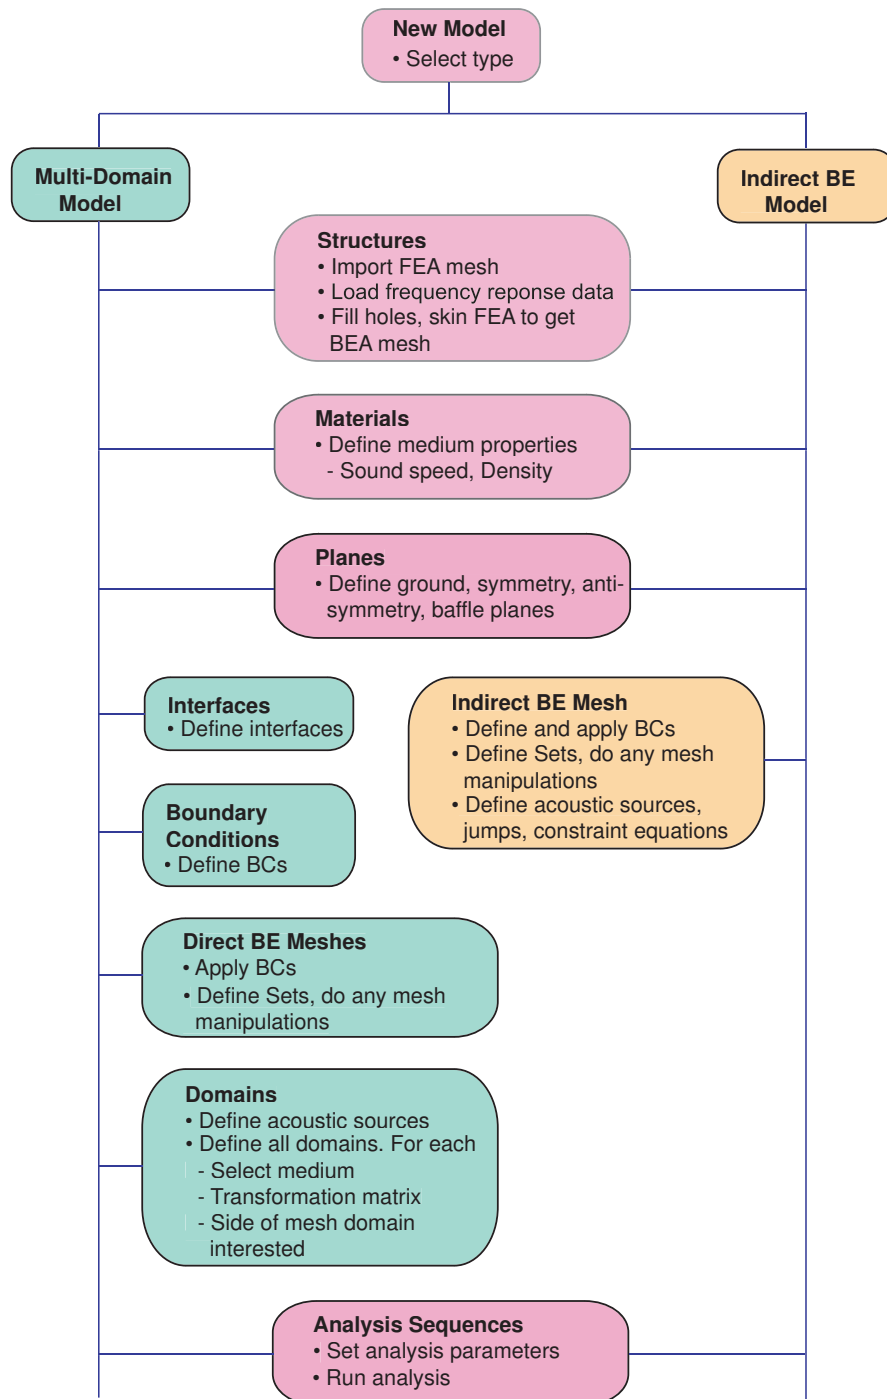 New Model
• Select type
Multi-Domain
Model
Indirect BE
Model
Structures
• Import FEA mesh
• Load frequency reponse data
• Fill holes, skin FEA to get
BEA mesh
Materials
• Define medium properties
- Sound speed, Density
Planes
• Define ground, symmetry, anti-
symmetry, baffle planes
Interfaces
• Define interfaces
Indirect BE Mesh
• Define and apply BCs
• Define Sets, do any mesh
manipulations
• Define acoustic sources,
jumps, constraint equations
Boundary
Conditions
• Define BCs
Direct BE Meshes
• Apply BCs
• Define Sets, do any mesh
manipulations
Domains
• Define acoustic sources
• Define all domains. For each
- Select medium
- Transformation matrix
- Side of mesh domain
interested
Analysis Sequences
• Set analysis parameters
• Run analysis